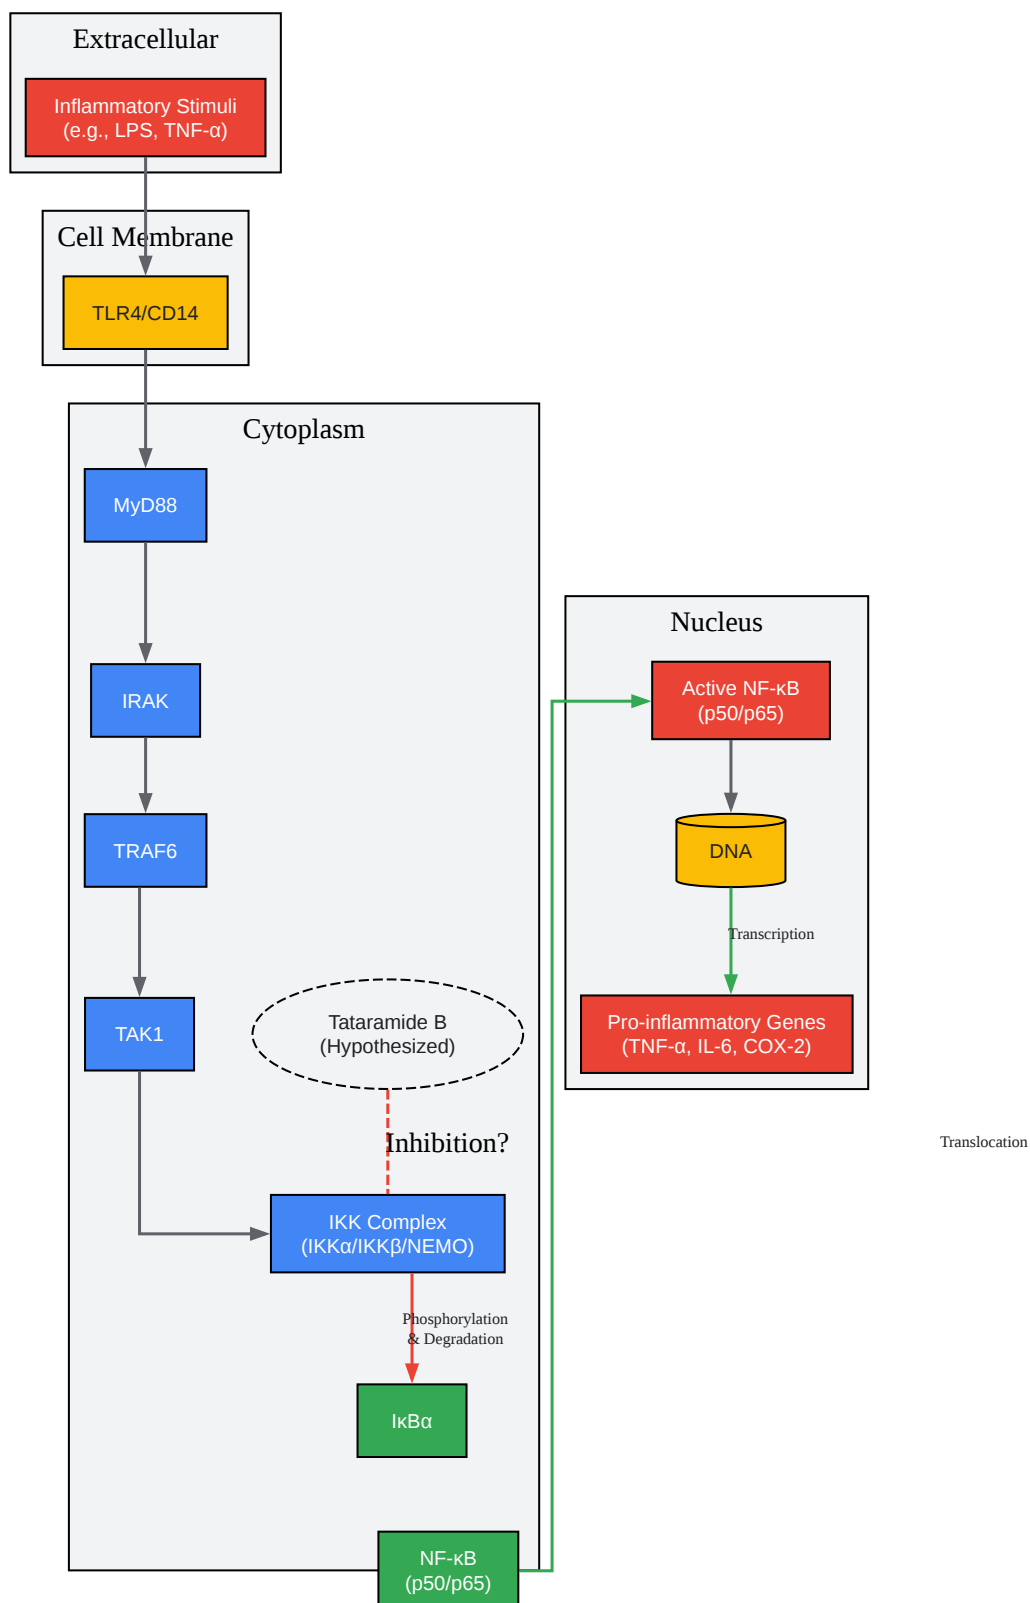 Extracellular
Inflammatory Stimuli
(e.g., LPS, TNF-α)
Cell Membrane
TLR4/CD14
Cytoplasm
MyD88
IRAK
TRAF6
TAK1
Tataramide B
(Hypothesized)
Inhibition?
IKK Complex
(IKKα/IKKβ/NEMO)
Phosphorylation
& Degradation
IκBα
NF-κB
(p50/p65)
Nucleus
Active NF-κB
(p50/p65)
DNA
Transcription
Pro-inflammatory Genes
(TNF-α, IL-6, COX-2)
Translocation